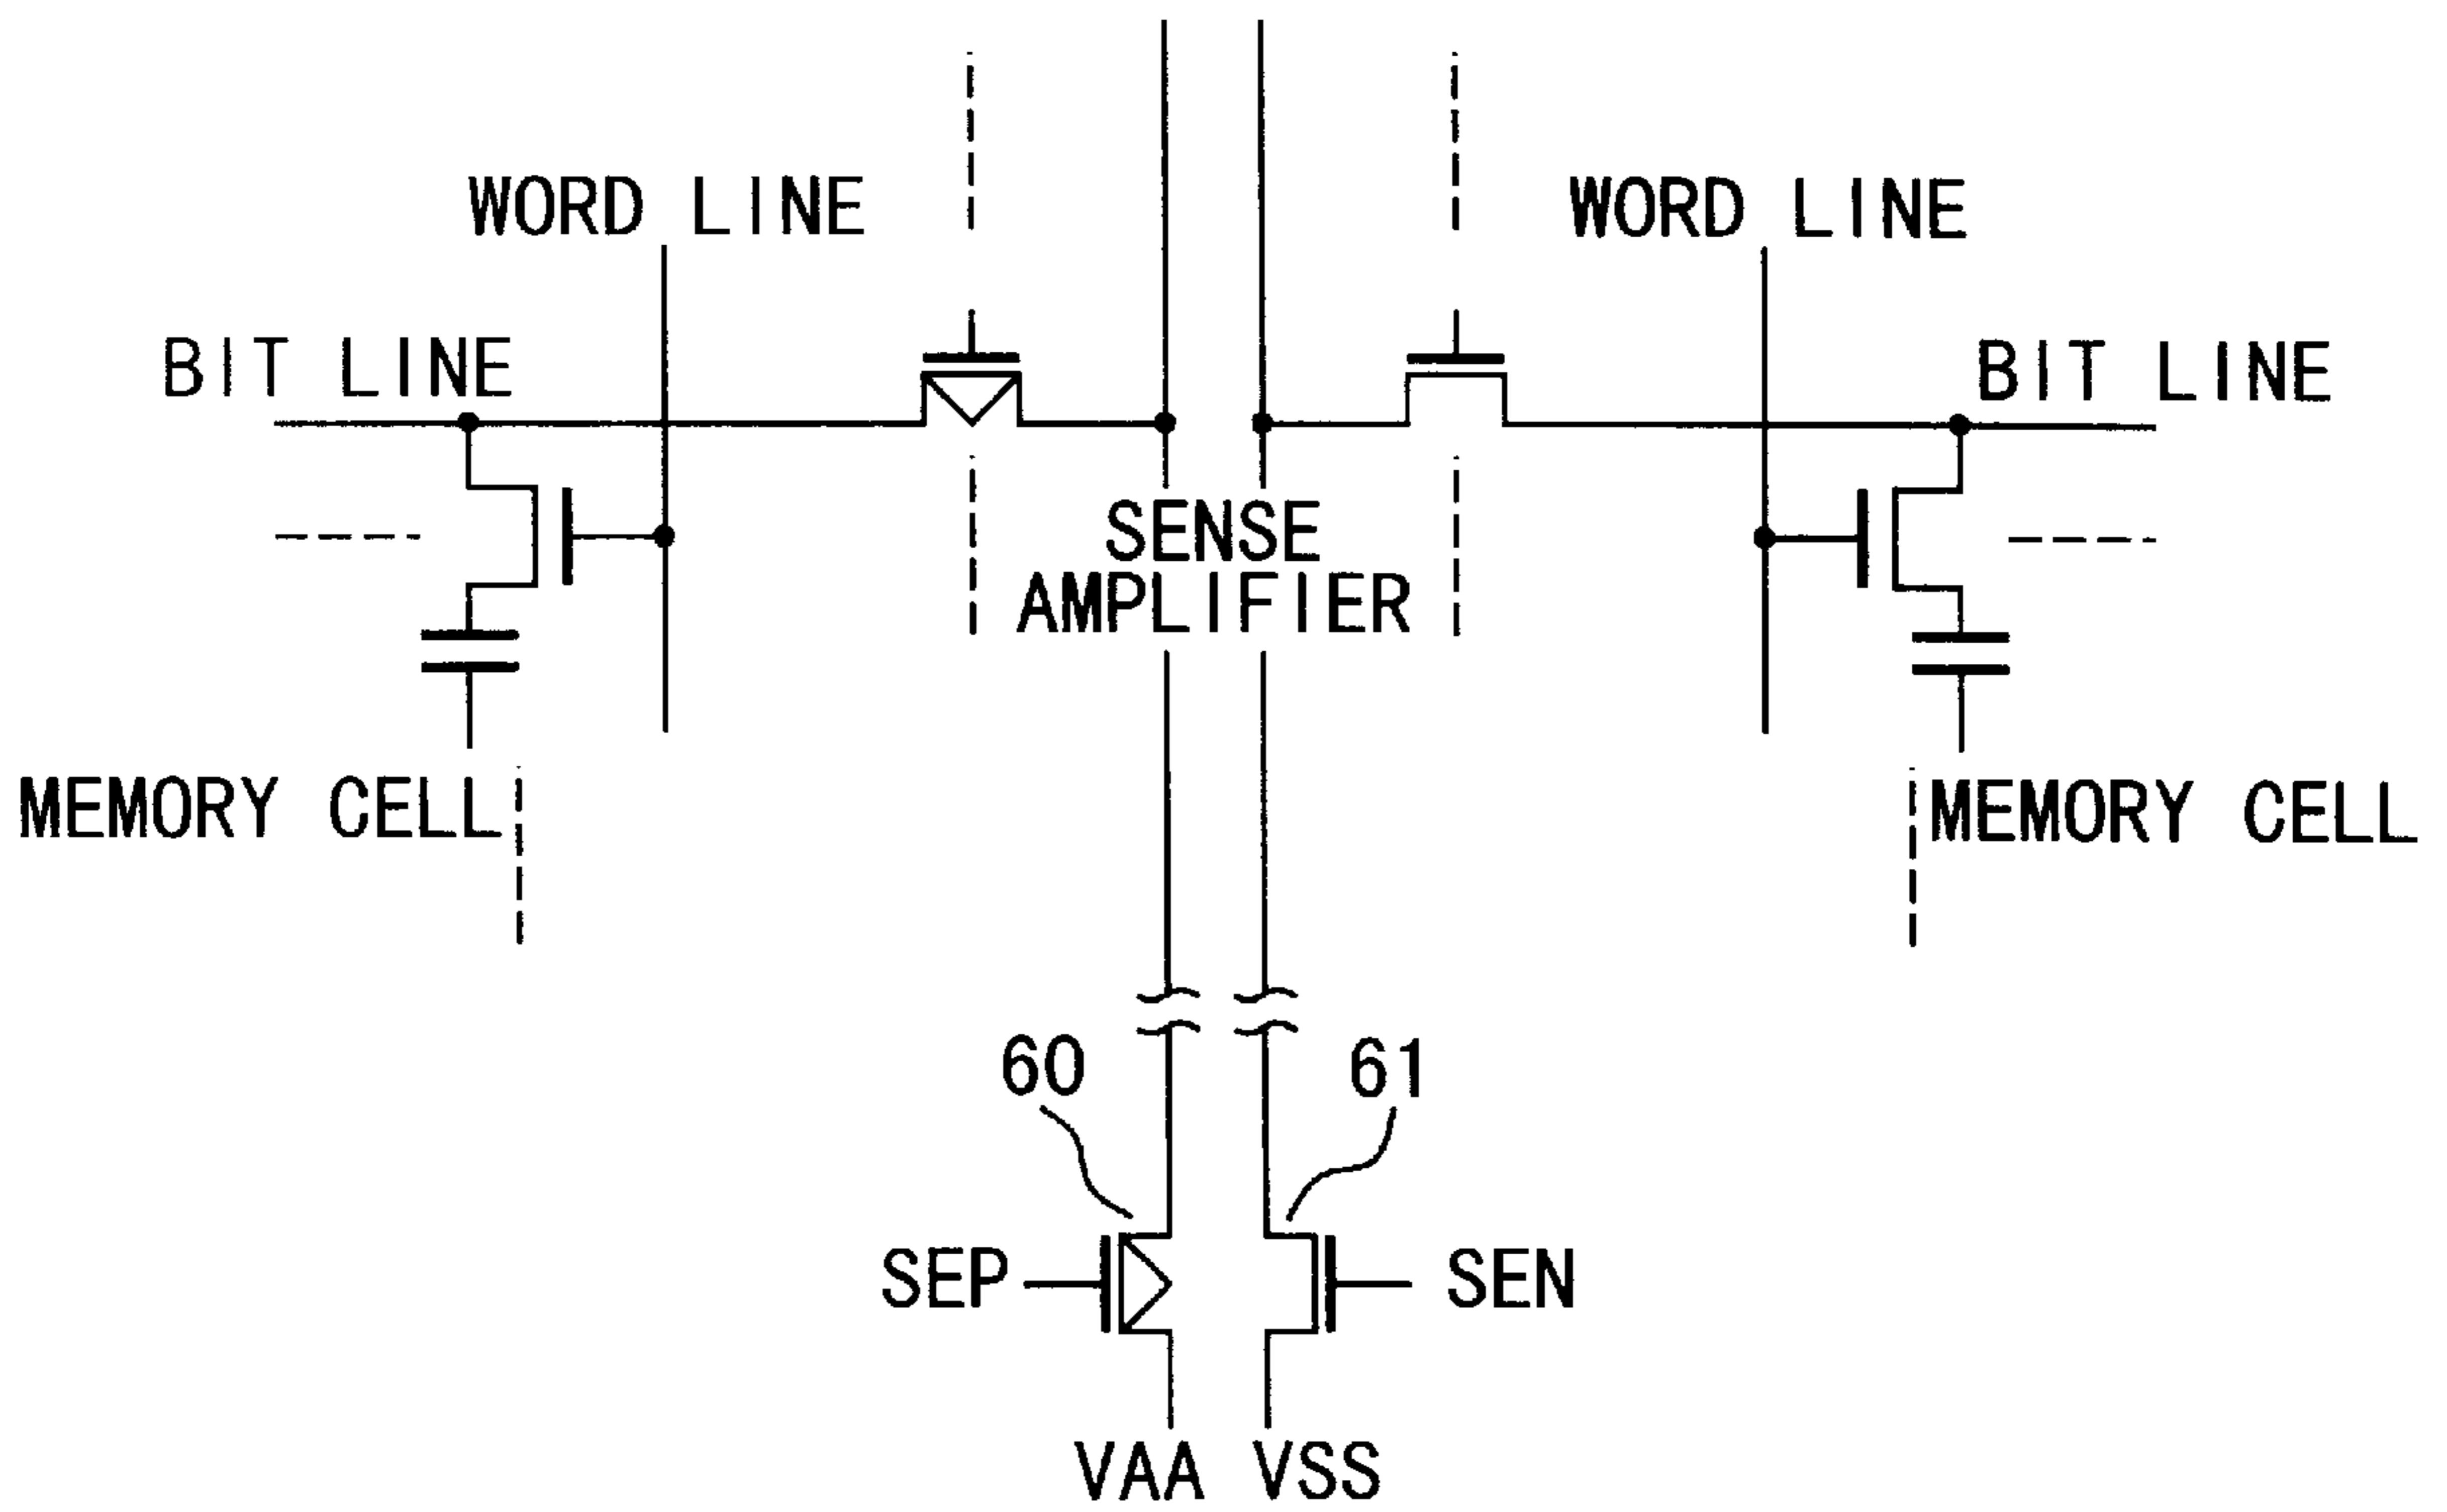 WORD LINE
WORD LINE
BIT LINE
BIT LINE
SENSE
AMPLIFIER
MEMORY CELL
MEMORY CELL
60
61
SEP
SEN
VAA
VSS